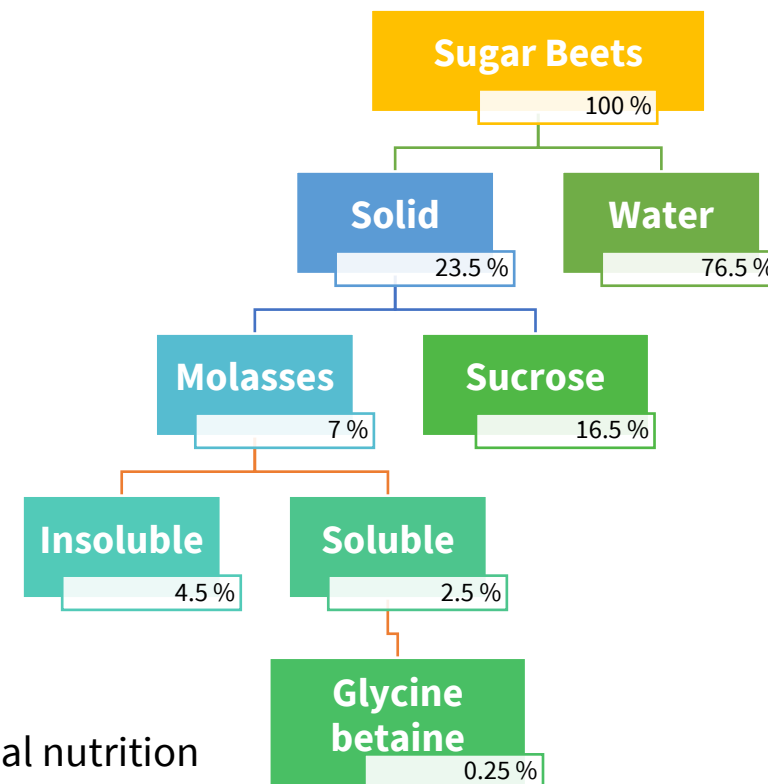 Sugar Beets
100 %
Solid
Water
23.5 %
76.5 %
Molasses
Sucrose
7 %
16.5 %
Insoluble
Soluble
4.5 %
2.5 %
Glycine
betaine
0.25 %
al nutrition